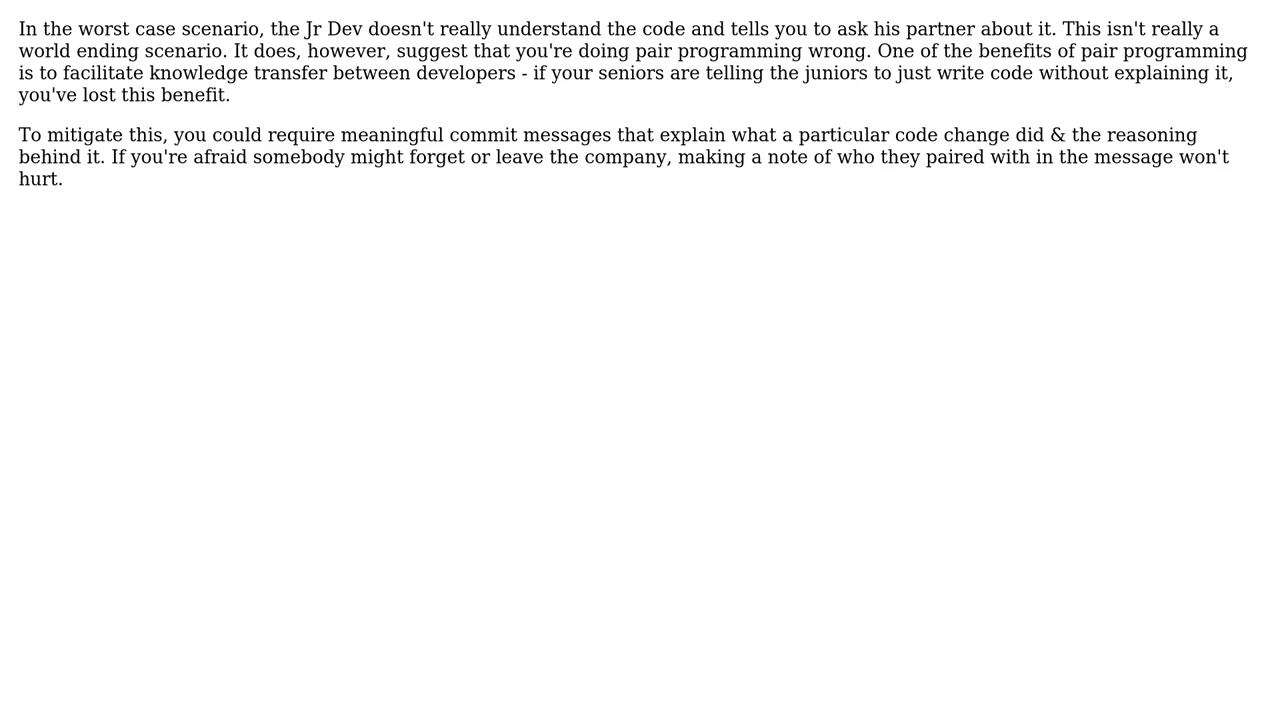 In the worst case scenario, the Jr Dev doesn't really understand the code and tells you to ask his partner about it. This isn't really a
world ending scenario. It does, however, suggest that you're doing pair programming wrong. One of the benefits of pair programming
is to facilitate knowledge transfer between developers - if your seniors are telling the juniors to just write code without explaining it,
you've lost this benefit.
To mitigate this, you could require meaningful commit messages that explain what a particular code change did & the reasoning
behind it. If you're afraid somebody might forget or leave the company, making a note of who they paired with in the message won't
hurt.